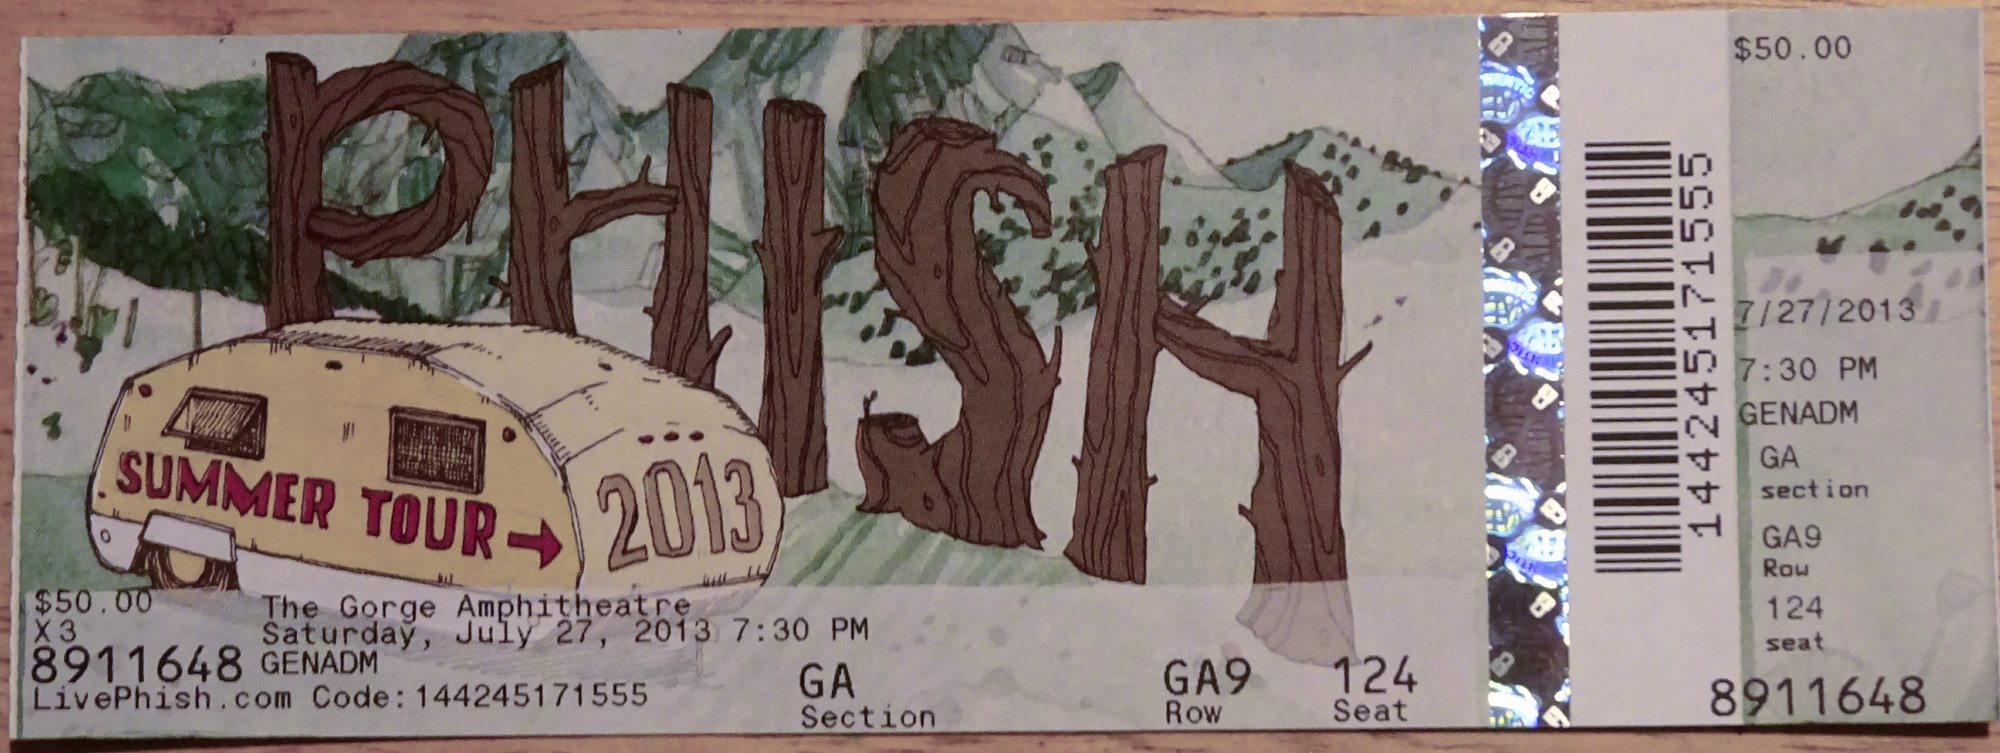 PHISH
SUMMER TOUR →
2013
$50.00
X3
8911648
The Gorge Amphitheatre
Saturday, July 27, 2013 7:30 PM
GENADM
LivePhish.com Code:144245171555
GA
Section
GA9
Row
124
Seat
144245171555
$50.00
7/27/2013
7:30 PM
GENADM
GA
section
GA9
Row
124
seat
8911648